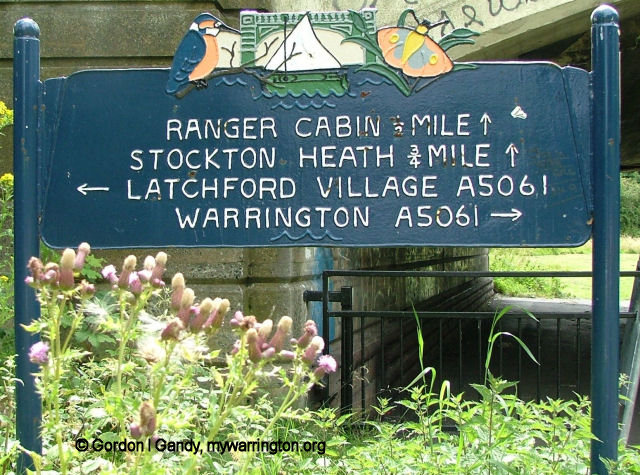 RANGER CABIN ½ MILE ↑
STOCKTON HEATH ¾ MILE ↑
← LATCHFORD VILLAGE A5061
WARRINGTON A5061 →
© Gordon I Gandy, mywarrington.org